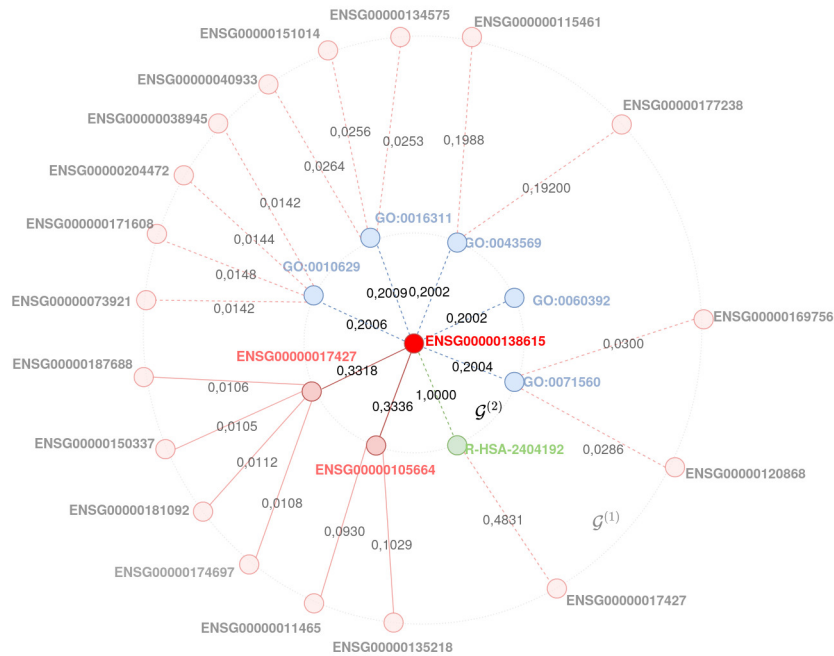 ENSG00000134575
ENSG00000115461
ENSG00000151014
ENSG00000040933
ENSG00000177238
ENSG00000038945
0,0256
0,0253
0,1988
ENSG00000204472
0,0264
0,19200
0,0142
GO:0016311
ENSG00000171608
0,0144
GO:0043569
0,0148
GO:0010629
ENSG00000073921
0,0142
0,2009
0,2002
GO:0060392
0,2006
0,2002
ENSG00000169756
ENSG00000138615
0,0300
ENSG00000017427
ENSG00000187688
0,3318
0,2004
GO:0071560
0,0106
0,3336
1,0000
𝒢(2)
0,0105
R-HSA-2404192
0,0286
ENSG00000150337
0,0112
ENSG00000105664
ENSG00000120868
ENSG00000181092
0,0108
0,0930
0,1029
0,4831
𝒢(1)
ENSG00000174697
ENSG00000011465
ENSG00000017427
ENSG00000135218